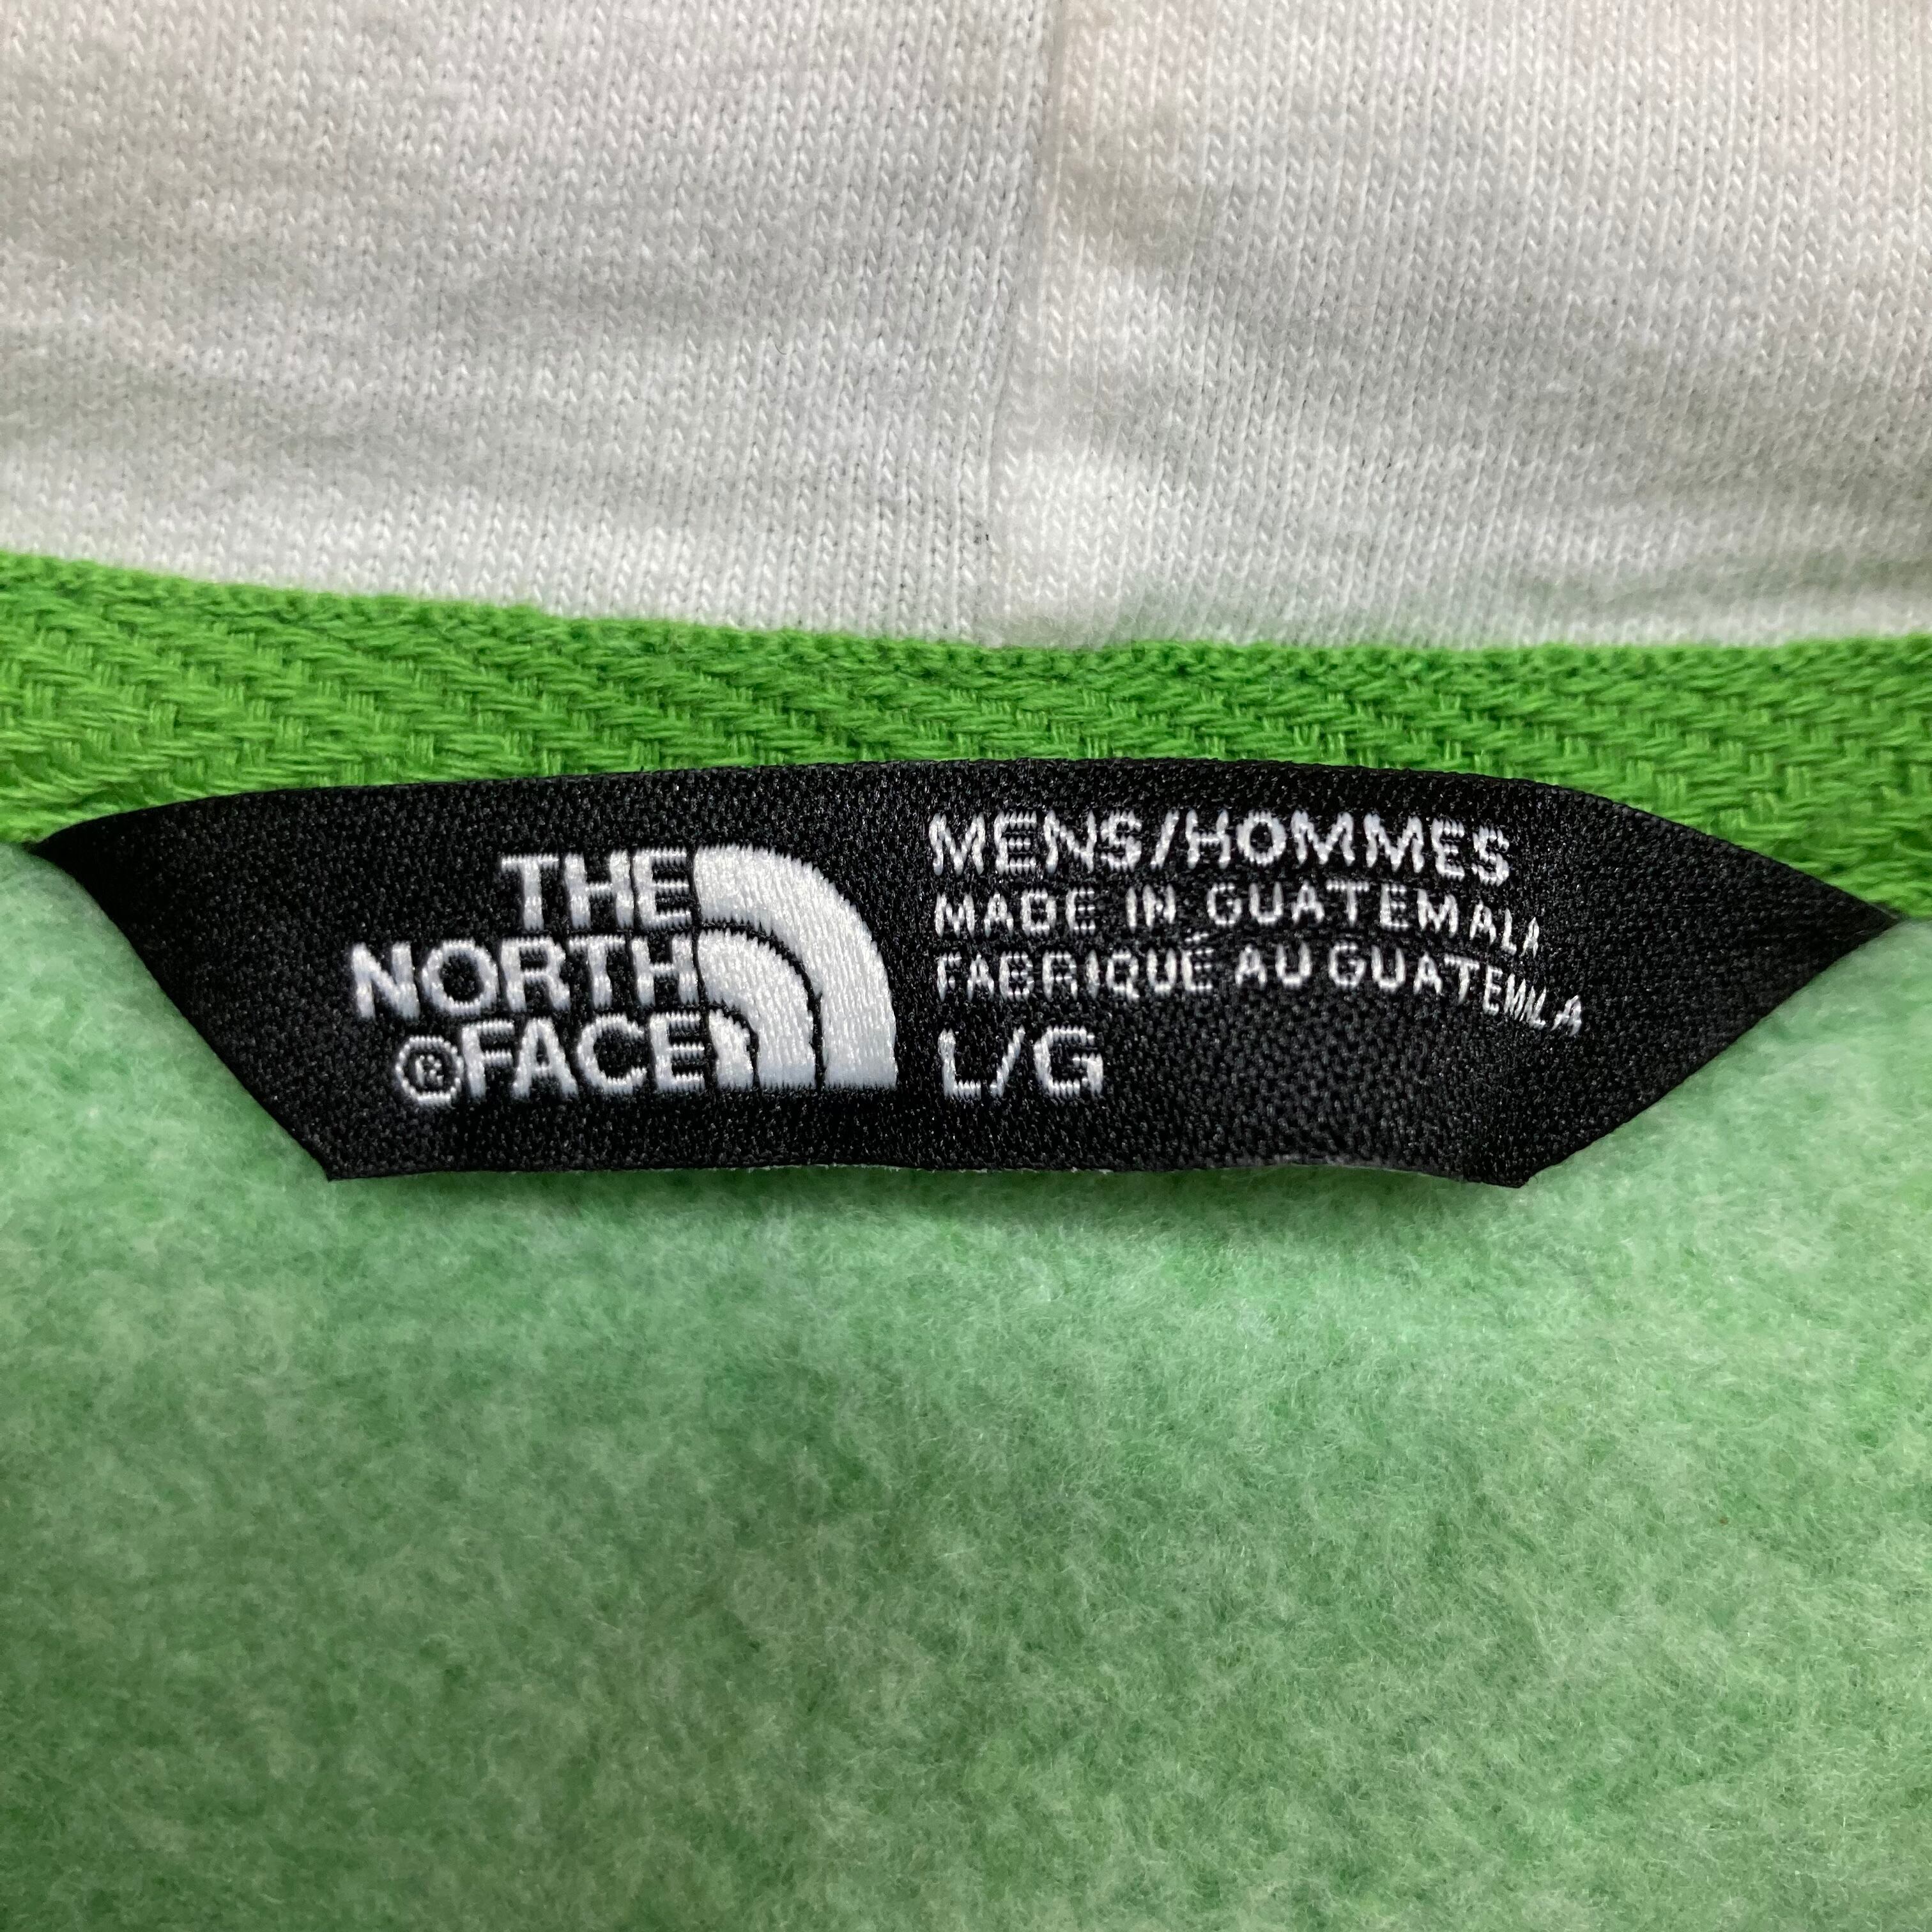 THE
NORTH
®FACE
MENS/HOMMES
MADE IN GUATEMALA
FABRIQUÉ AU GUATEMALA
L/G